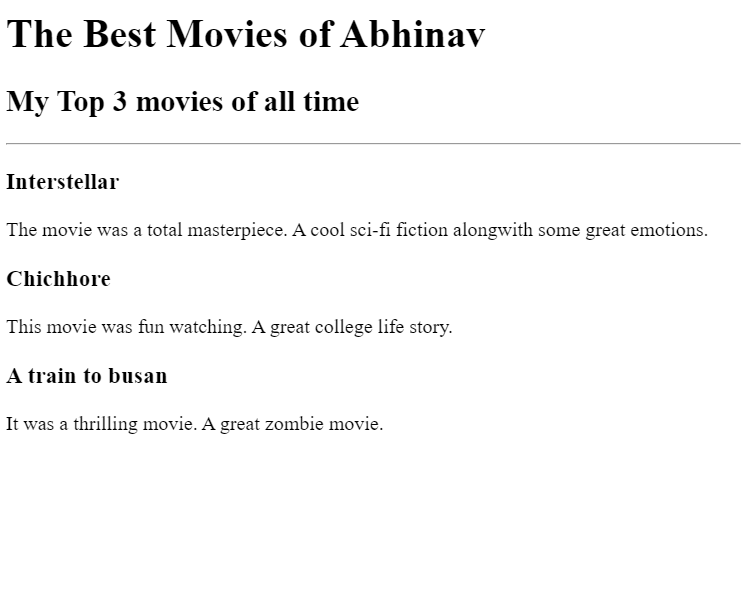 The Best Movies of Abhinav
My Top 3 movies of all time
Interstellar
The movie was a total masterpiece. A cool sci-fi fiction alongwith some great emotions.
Chichhore
This movie was fun watching. A great college life story.
A train to busan
It was a thrilling movie. A great zombie movie.